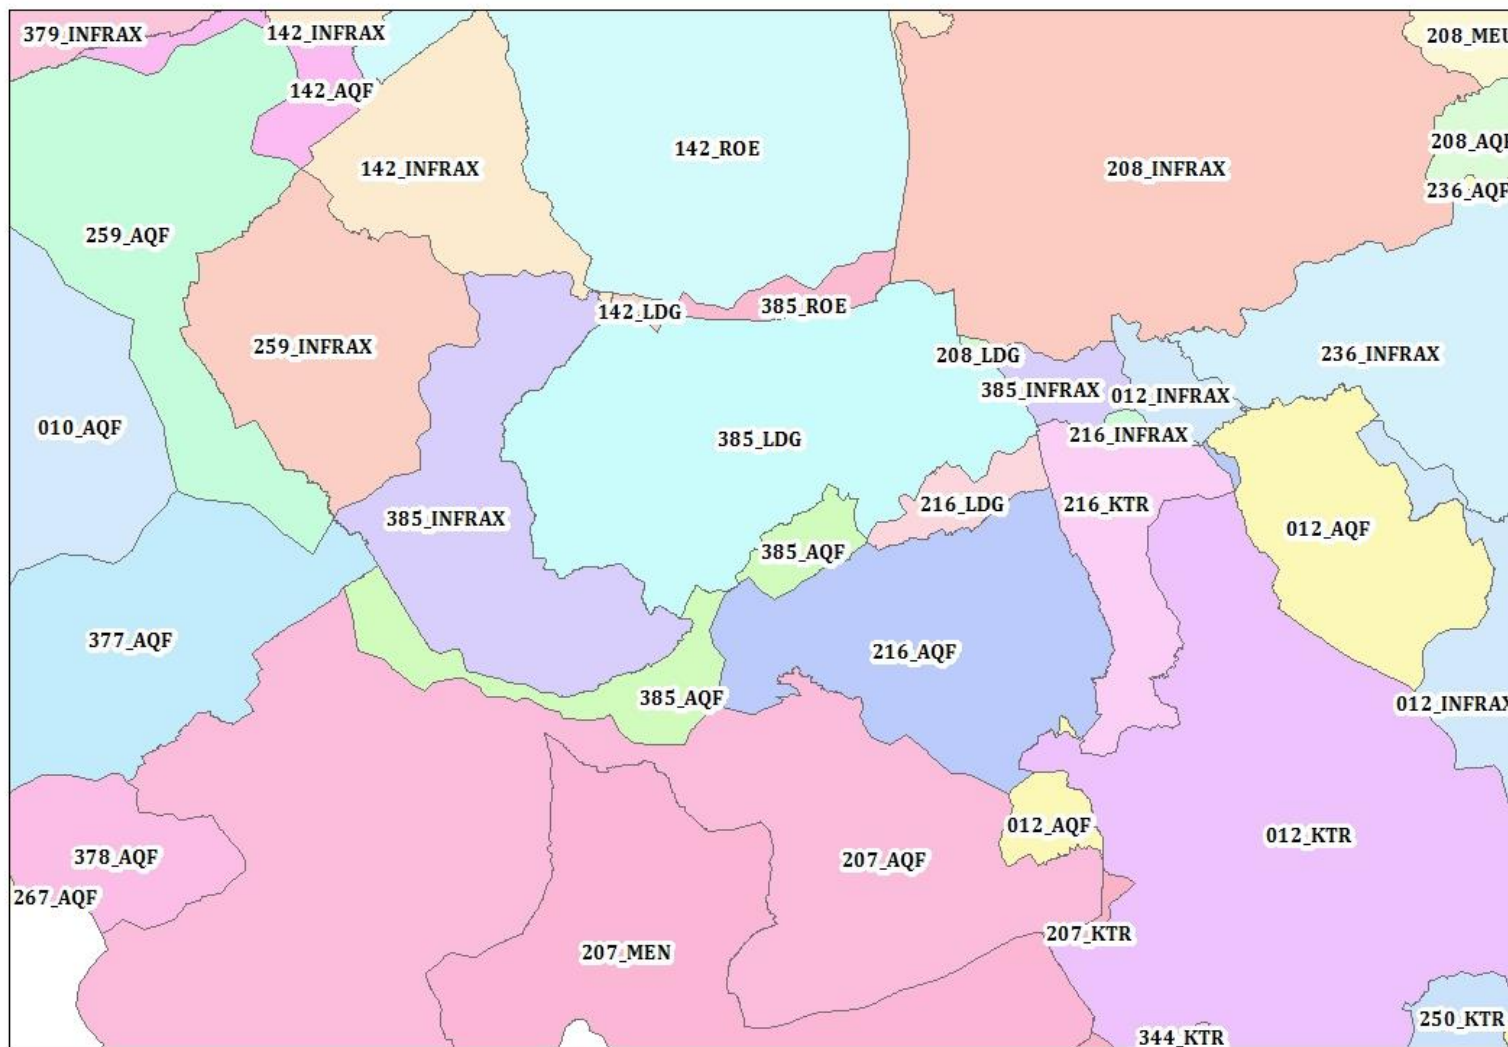 379_INFRAX
142_INFRAX
208_MEU
142_AQF
208_AQF
142_ROE
142_INFRAX
208_INFRAX
236_AQF
259_AQF
385_ROE
142_LDG
259_INFRAX
208_LDG
236_INFRAX
385_INFRAX
012_INFRAX
010_AQF
216_INFRAX
385_LDG
216_LDG
216_KTR
385_INFRAX
012_AQF
385_AQF
377_AQF
216_AQF
385_AQF
012_INFRAX
012_AQF
012_KTR
378_AQF
207_AQF
267_AQF
207_KTR
207_MEN
250_KTR
344_KTR